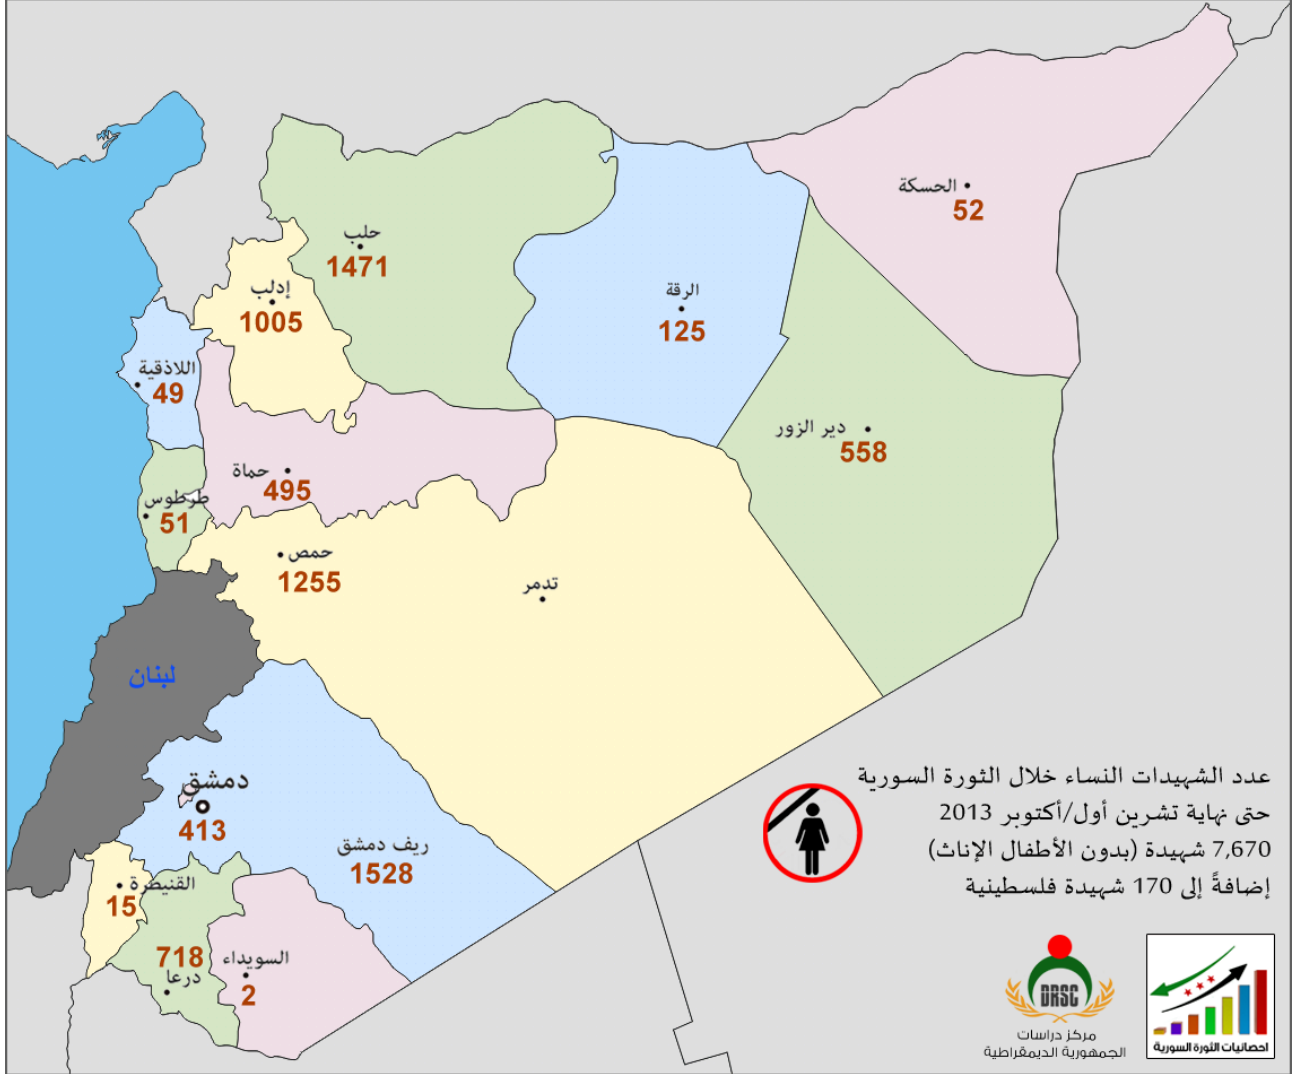 الحسكة
52
حلب
1471
إدلب
1005
الرقة
125
اللاذقية
49
دير الزور
558
حماة
495
طرطوس
51
حمص
1255
تدمر
لبنان
دمشق
413
ريف دمشق
1528
القنيطرة
15
718
درعا
السويداء
2
عدد الشهيدات النساء خلال الثورة السورية
حتى نهاية تشرين أول/أكتوبر 2013
7,670 شهيدة (بدون الأطفال الإناث)
إضافةً إلى 170 شهيدة فلسطينية
DRSC
مركز دراسات
الجمهورية الديمقراطية
احصائيات الثورة السورية